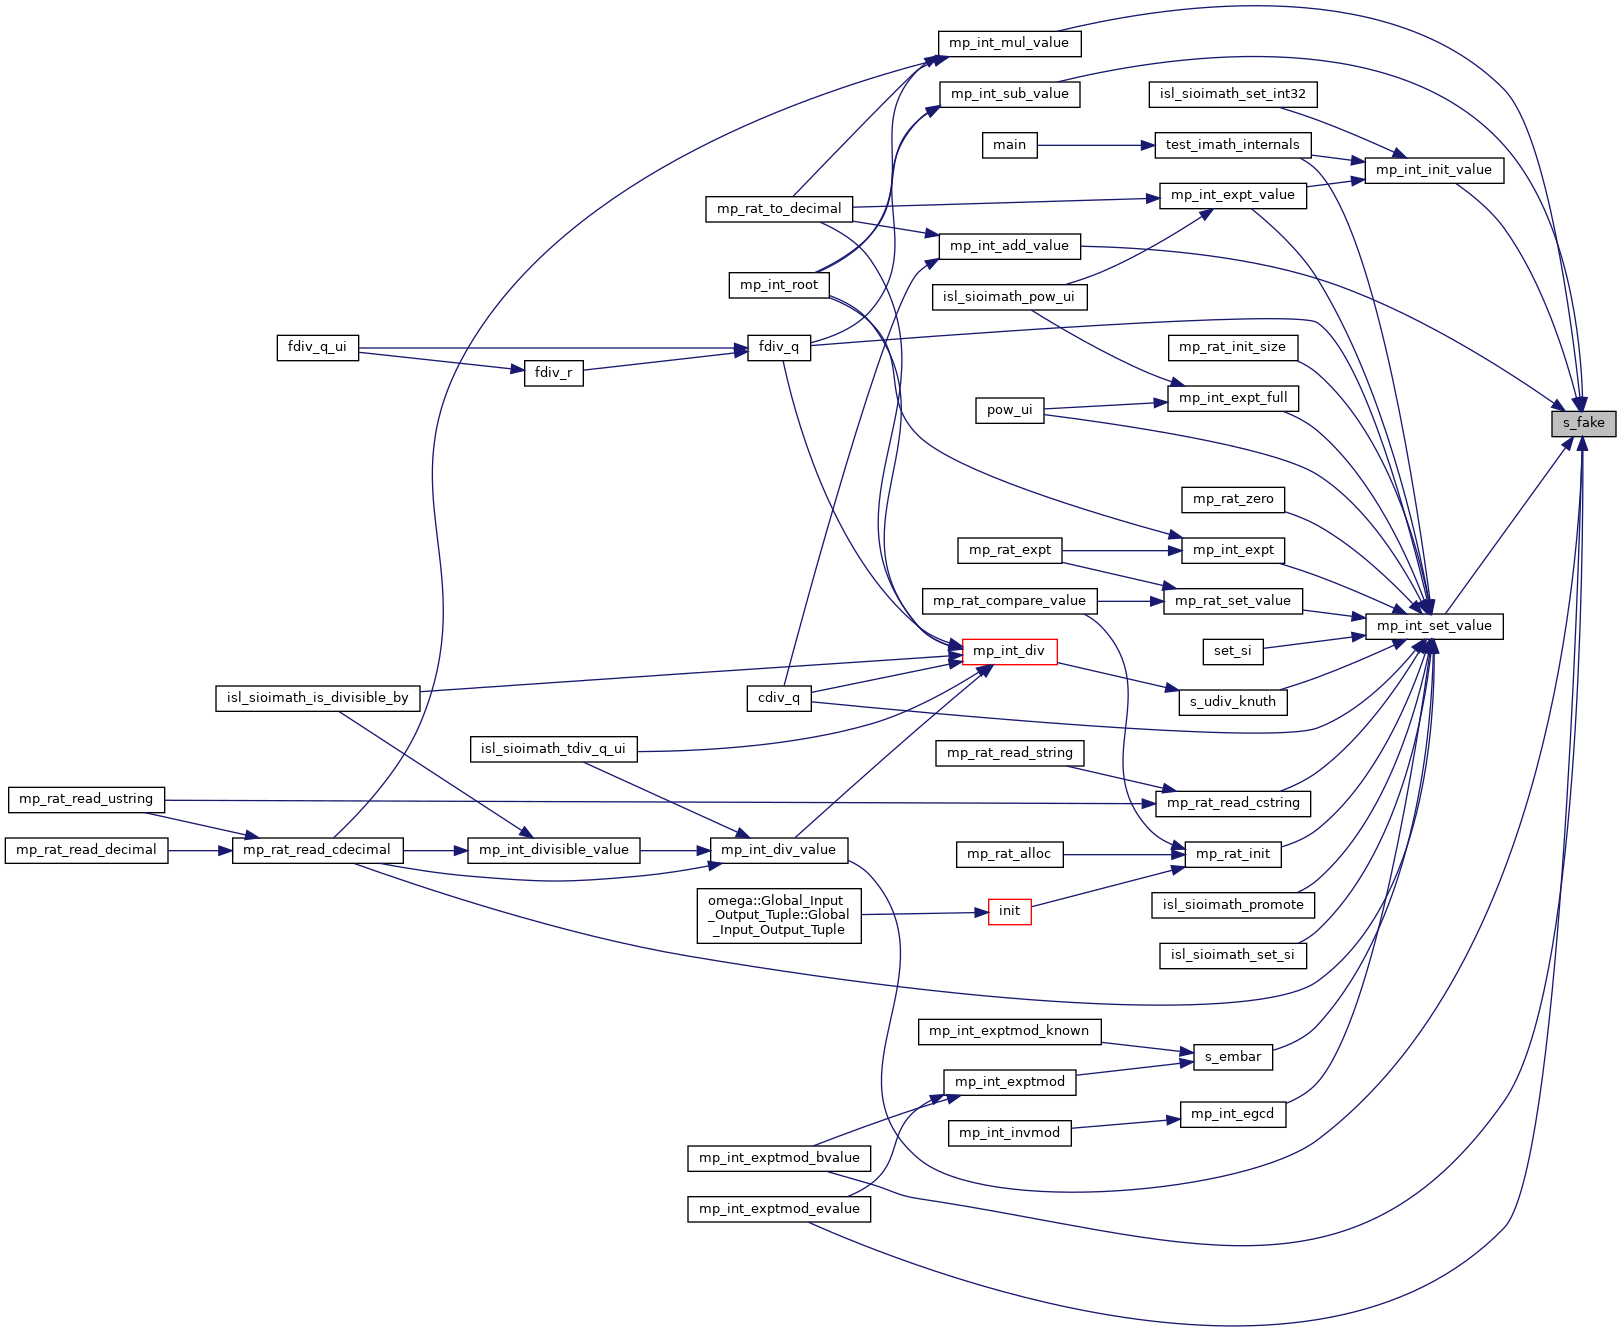 mp_int_mul_value
mp_int_sub_value
isl_sioimath_set_int32
main
test_imath_internals
mp_int_init_value
mp_int_expt_value
mp_rat_to_decimal
mp_int_add_value
mp_int_root
isl_sioimath_pow_ui
fdiv_q_ui
fdiv_q
mp_rat_init_size
fdiv_r
mp_int_expt_full
pow_ui
s_fake
mp_rat_zero
mp_rat_expt
mp_int_expt
mp_rat_compare_value
mp_rat_set_value
mp_int_set_value
mp_int_div
set_si
isl_sioimath_is_divisible_by
cdiv_q
s_udiv_knuth
isl_sioimath_tdiv_q_ui
mp_rat_read_string
mp_rat_read_ustring
mp_rat_read_cstring
mp_rat_read_decimal
mp_rat_read_cdecimal
mp_int_divisible_value
mp_int_div_value
mp_rat_alloc
mp_rat_init
omega::Global_Input
_Output_Tuple::Global
_Input_Output_Tuple
init
isl_sioimath_promote
isl_sioimath_set_si
mp_int_exptmod_known
s_embar
mp_int_exptmod
mp_int_egcd
mp_int_invmod
mp_int_exptmod_bvalue
mp_int_exptmod_evalue